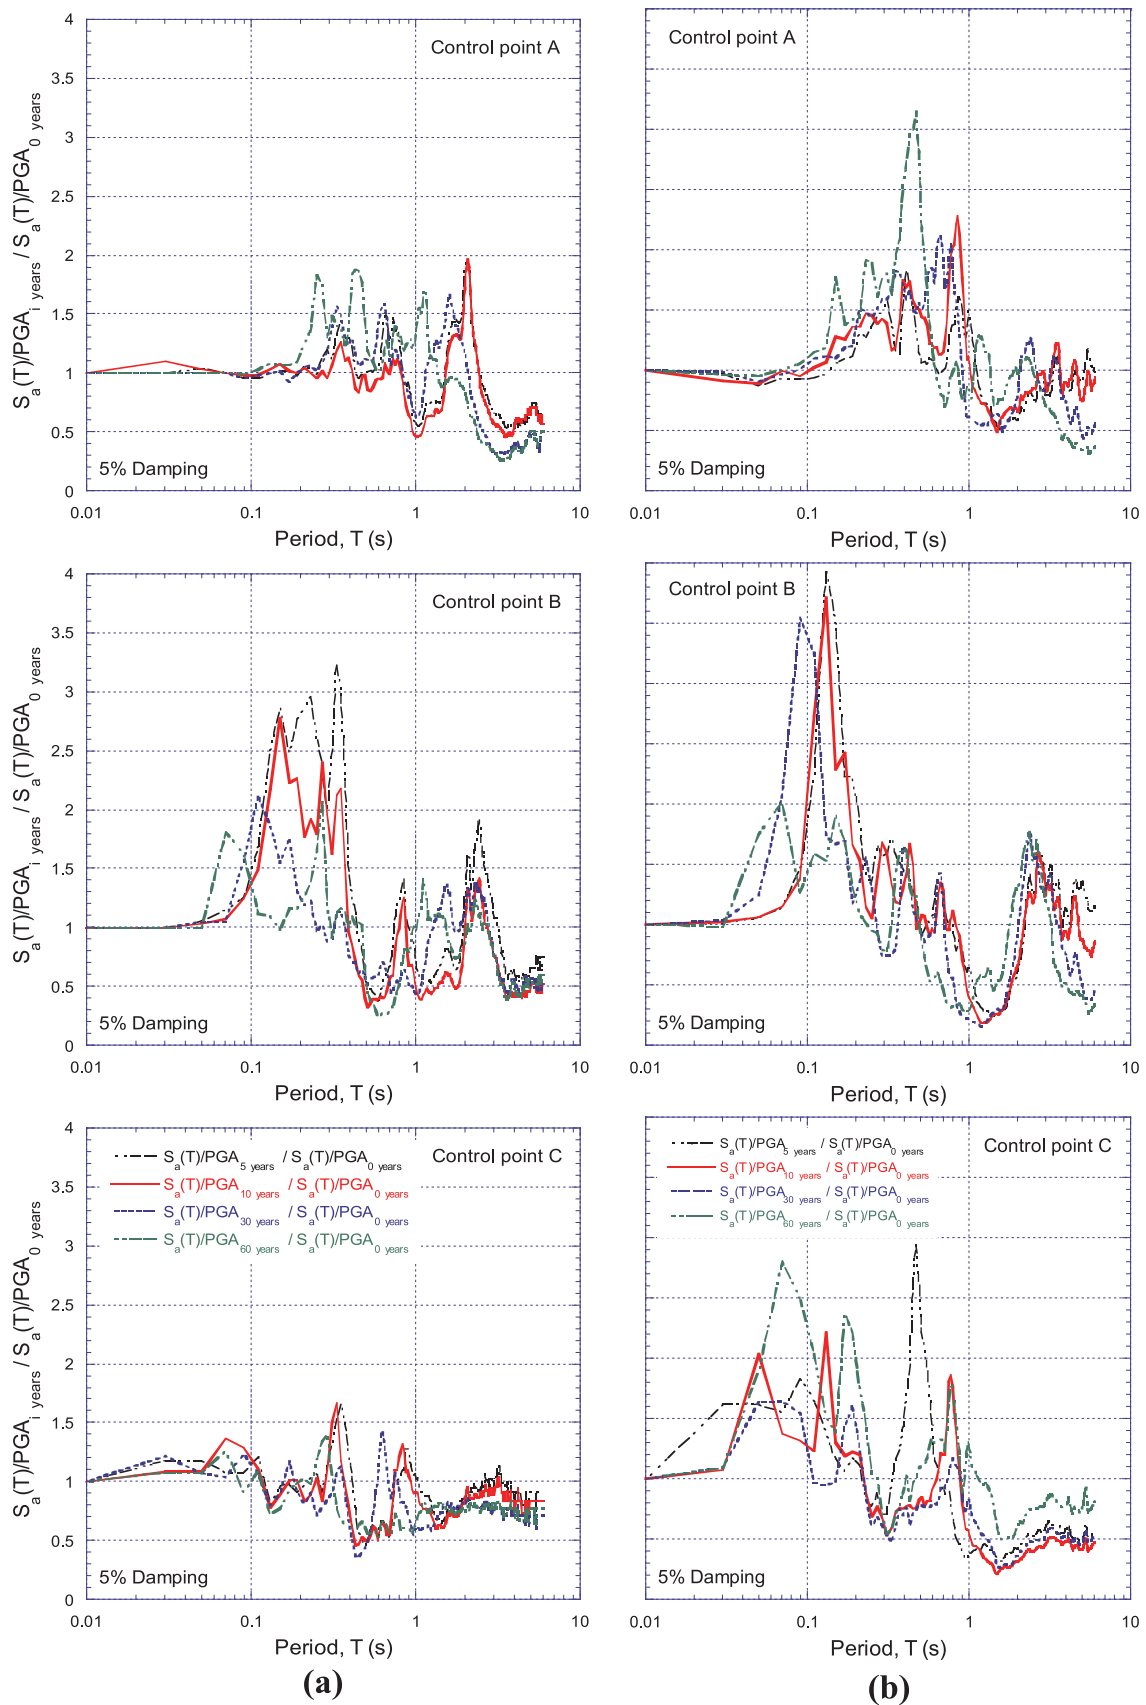 Control point A
4
3.5
3
2.5
2
1.5
1
0.5
0
S_a(T)/PGA_i years / S_a(T)/PGA_0 years
5% Damping
0.01 0.1 1 10
Period, T (s)
Control point A
5% Damping
0.01 0.1 1 10
Period, T (s)
Control point B
4
3.5
3
2.5
2
1.5
1
0.5
0
S_a(T)/PGA_i years / S_a(T)/PGA_0 years
5% Damping
0.01 0.1 1 10
Period, T (s)
Control point B
5% Damping
0.01 0.1 1 10
Period, T (s)
Control point C
4
3.5
3
2.5
2
1.5
1
0.5
0
S_a(T)/PGA_i years / S_a(T)/PGA_0 years
S_a(T)/PGA_5 years / S_a(T)/PGA_0 years
S_a(T)/PGA_10 years / S_a(T)/PGA_0 years
S_a(T)/PGA_30 years / S_a(T)/PGA_0 years
S_a(T)/PGA_60 years / S_a(T)/PGA_0 years
5% Damping
0.01 0.1 1 10
Period, T (s)
(a)
Control point C
S_a(T)/PGA_5 years / S_a(T)/PGA_0 years
S_a(T)/PGA_10 years / S_a(T)/PGA_0 years
S_a(T)/PGA_30 years / S_a(T)/PGA_0 years
S_a(T)/PGA_60 years / S_a(T)/PGA_0 years
5% Damping
0.01 0.1 1 10
Period, T (s)
(b)